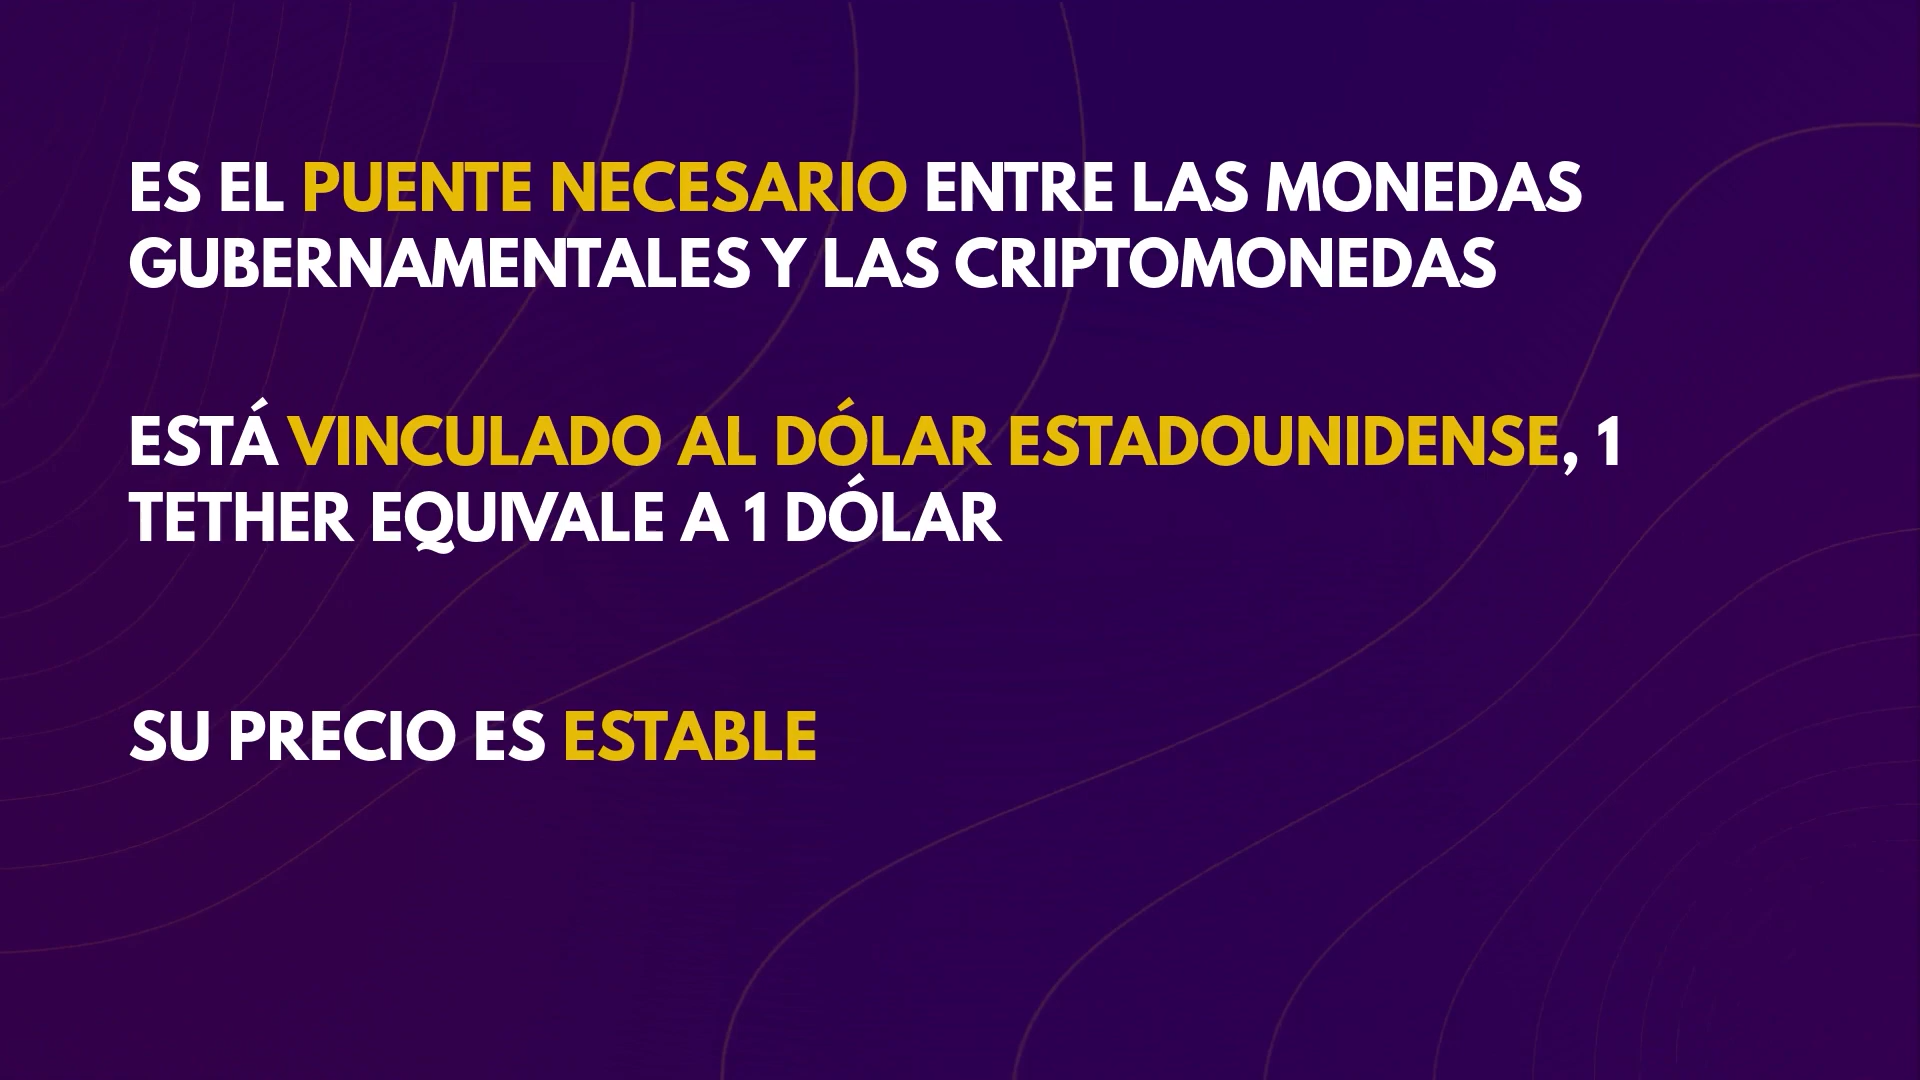 ES EL PUENTE NECESARIO ENTRE LAS MONEDAS
GUBERNAMENTALES Y LAS CRIPTOMONEDAS
ESTÁ VINCULADO AL DÓLAR ESTADOUNIDENSE, 1
TETHER EQUIVALE A 1 DÓLAR
SU PRECIO ES ESTABLE